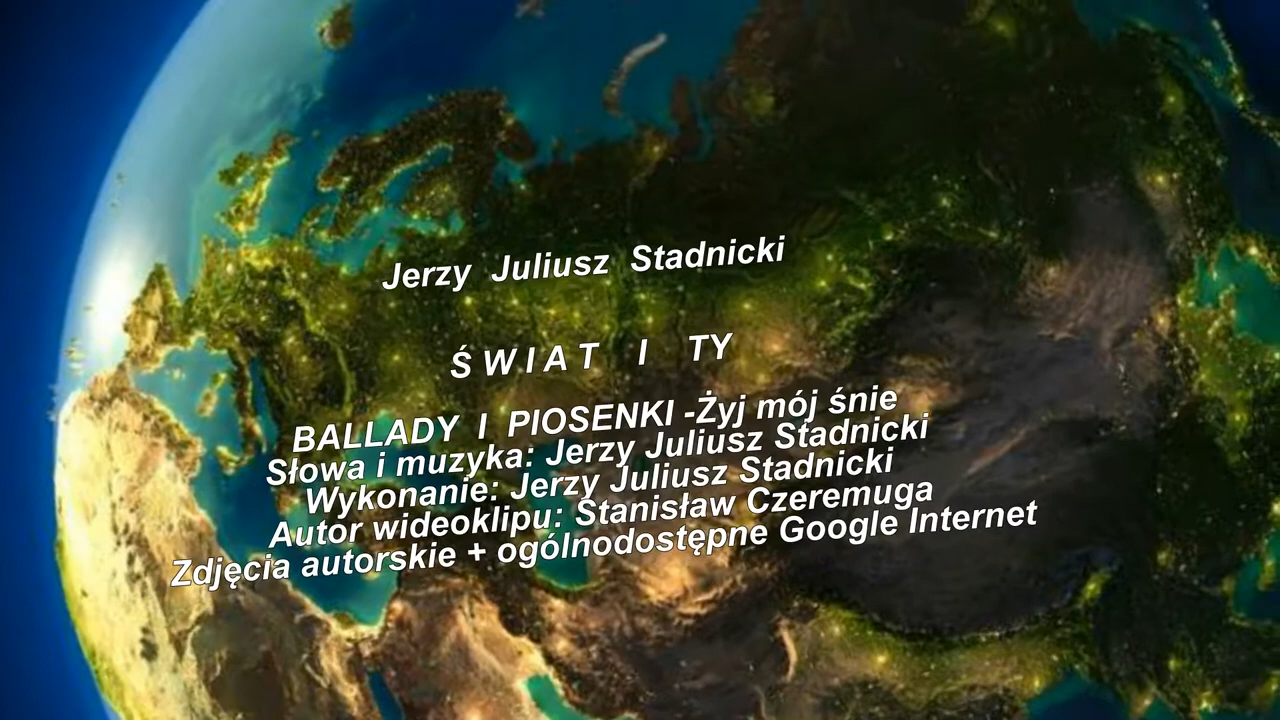 Jerzy Juliusz Stadnicki
ŚWIAT I TY
BALLADY I PIOSENKI -Żyj mój śnie
Słowa i muzyka: Jerzy Juliusz Stadnicki
Wykonanie: Jerzy Juliusz Stadnicki
Autor wideoklipu: Stanisław Czeremuga
Zdjęcia autorskie + ogólnodostępne Google Internet